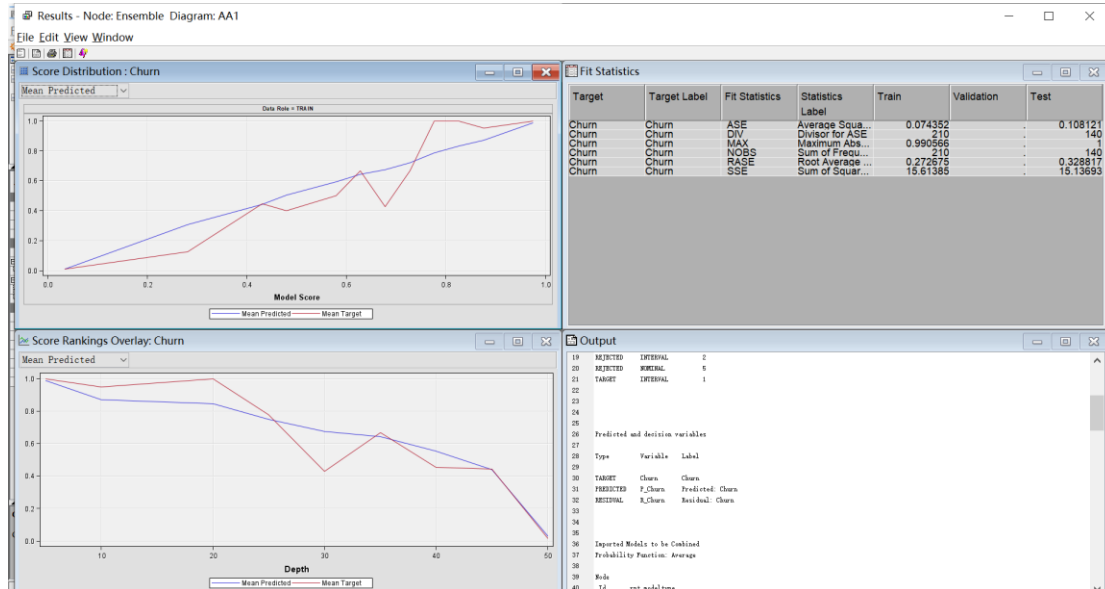 Results - Node: Ensemble Diagram: AA1
File Edit View Window
Score Distribution : Churn
Mean Predicted
Data Role = TRAIN
1.0
0.8
0.6
0.4
0.2
0.0
0.0 0.2 0.4 0.6 0.8 1.0
Model Score
Mean Predicted Mean Target
Fit Statistics
Target Target Label Fit Statistics Statistics Label Train Validation Test
Churn Churn ASE Average Squa... 0.074352 . 0.108121
Churn Churn DIV Divisor for ASE 210 . 140
Churn Churn MAX Maximum Abs... 0.990566 . 1
Churn Churn NOBS Sum of Frequ... 210 . 140
Churn Churn RASE Root Average ... 0.272675 . 0.328817
Churn Churn SSE Sum of Squar... 15.61385 . 15.13693
Score Rankings Overlay: Churn
Mean Predicted
1.0
0.8
0.6
0.4
0.2
0.0
10 20 30 40 50
Depth
Mean Predicted Mean Target
Output
19 REJECTED INTERVAL 2
20 REJECTED NOMINAL 5
21 TARGET INTERVAL 1
22
23
24
25
26 Predicted and decision variables
27
28 Type Variable Label
29
30 TARGET Churn Churn
31 PREDICTED P_Churn Predicted: Churn
32 RESIDUAL R_Churn Residual: Churn
33
34
35
36 Imported Models to be Combined
37 Probability Function: Average
38
39 Node
40 Id